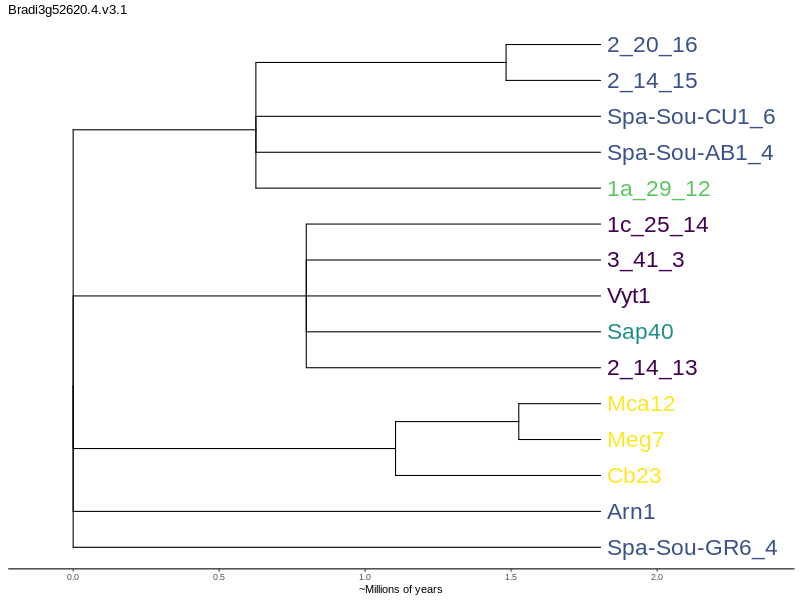 Bradi3g52620.4.v3.1
2_20_16
2_14_15
Spa-Sou-CU1_6
Spa-Sou-AB1_4
1a_29_12
1c_25_14
3_41_3
Vyt1
Sap40
2_14_13
Mca12
Meg7
Cb23
Arn1
Spa-Sou-GR6_4
0.0 0.5 1.0 1.5 2.0
~Millions of years